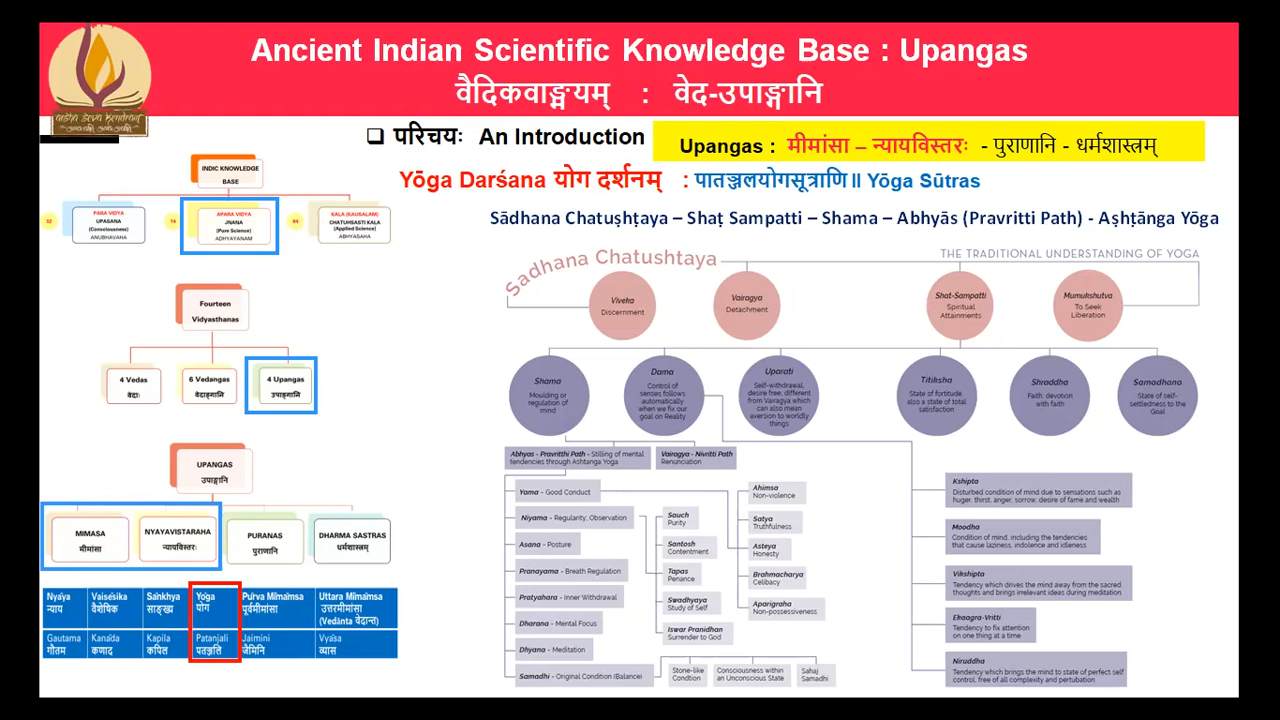 Ancient Indian Scientific Knowledge Base : Upangas
वैदिकवाङ्मयम् : वेद-उपाङ्गानि
arsha seva kendram
❑ परिचयः An Introduction
Upangas : मीमांसा – न्यायविस्तरः - पुराणानि - धर्मशास्त्रम्
Yōga Darśana योग दर्शनम् : पातञ्जलयोगसूत्राणि॥ Yōga Sūtras
Sādhana Chatuṣhṭaya – Shaṭ Sampatti – Shama – Abhyās (Pravritti Path) - Aṣhṭānga Yōga
INDIC KNOWLEDGE
BASE
32
PARA VIDYA
UPASANA
(Consciousness)
ANUBHAVAHA
14
APARA VIDYA
JNANA
(Pure Science)
ADHYAYANAM
64
KALA (KAUSALAM)
CHATUHSASTI KALA
(Applied Science)
ABHYASAHA
Fourteen
Vidyasthanas
4 Vedas
वेदाः
6 Vedangas
वेदाङ्गानि
4 Upangas
उपाङ्गानि
UPANGAS
उपाङ्गानि
MIMASA
मीमांसा
NYAYAVISTARAHA
न्यायविस्तरः
PURANAS
पुराणानि
DHARMA SASTRAS
धर्मशास्त्रम्
Nyāya
न्याय
Vaiśeśika
वैशेषिक
Saṅkhya
साङ्ख्य
Yōga
योग
Pūrva Mīmāmsa
पूर्वमीमांसा
Uttara Mīmāmsa
उत्तरमीमांसा
(Vedānta वेदान्त)
Gautama
गौतम
Kanaḍa
कणाद
Kapila
कपिल
Patanjali
पतञ्जलि
Jaimini
जैमिनि
Vyāsa
व्यास
Sadhana Chatushtaya
THE TRADITIONAL UNDERSTANDING OF YOGA
Viveka
Discernment
Vairagya
Detachment
Shat-Sampatti
Spiritual
Attainments
Mumukshutva
To Seek
Liberation
Shama
Moulding or
regulation of
mind
Dama
Control of
senses follows
automatically
when we fix our
goal on Reality
Uparati
Self-withdrawal,
desire free; different
from Vairagya which
can also mean
aversion to worldly
things
Titiksha
State of fortitude,
also a state of total
satisfaction
Shraddha
Faith; devotion
with faith
Samadhana
State of self-
settledness to the
Goal
Abhyas - Pravritthi Path - Stilling of mental
tendencies through Ashtanga Yoga
Vairagya - Nivritti Path
Renunciation
Yama - Good Conduct
Niyama - Regularity, Observation
Asana - Posture
Pranayama - Breath Regulation
Pratyahara - Inner Withdrawal
Dharana - Mental Focus
Dhyana - Meditation
Samadhi - Original Condition (Balance)
Sauch
Purity
Santosh
Contentment
Tapas
Penance
Swadhyaya
Study of Self
Iswar Pranidhan
Surrender to God
Ahimsa
Non-violence
Satya
Truthfulness
Asteya
Honesty
Brahmacharya
Celibacy
Aparigraha
Non-possessiveness
Stone-like
Condtion
Consciousness within
an Unconscious State
Sahaj
Samadhi
Kshipta
Disturbed condition of mind due to sensations such as
huger, thirst, anger, sorrow, desire of fame and wealth
Moodha
Condition of mind, including the tendencies
that cause laziness, indolence and idleness
Vikshipta
Tendency which drives the mind away from the sacred
thoughts and brings irrelevant ideas during meditation
Ekaagra-Vritti
Tendency to fix attention
on one thing at a time
Niruddha
Tendency which brings the mind to state of perfect self
control, free of all complexity and pertubation